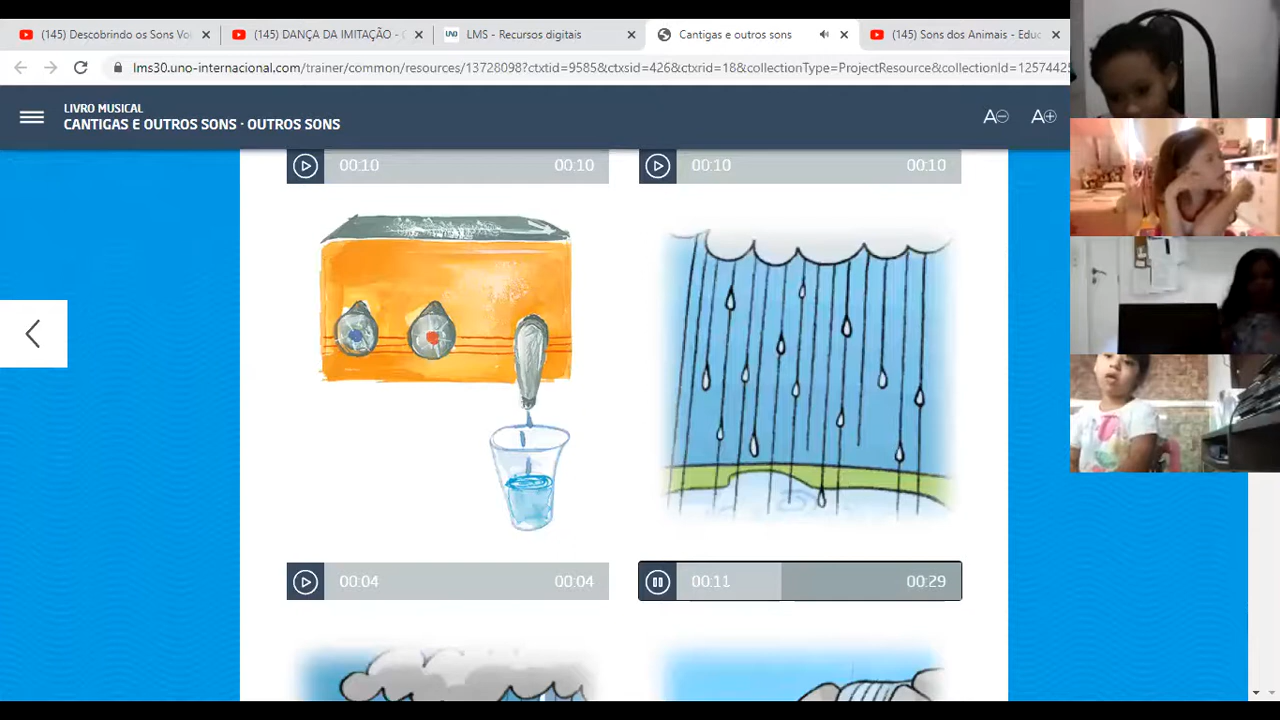 (145) Descobrindo os Sons Vo
(145) DANÇA DA IMITAÇÃO -
UNO LMS - Recursos digitais
Cantigas e outros sons
(145) Sons dos Animais - Educ
lms30.uno-internacional.com/trainer/common/resources/13728098?ctxtid=9585&ctxsid=426&ctxrid=18&collectionType=ProjectResource&collectionId=12574425
LIVRO MUSICAL
CANTIGAS E OUTROS SONS · OUTROS SONS
A
A
00:10 00:10
00:10 00:10
00:04 00:04
00:11 00:29